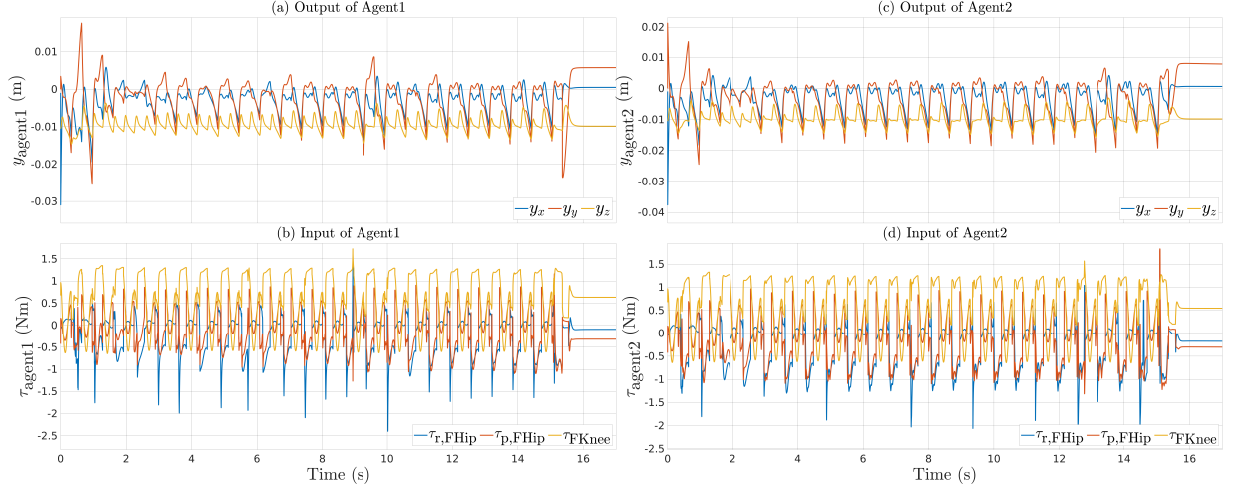 (a) Output of Agent1
0.01
0
-0.01
-0.02
-0.03
y_agent1 (m)
y_x y_y y_z
(b) Input of Agent1
1.5
1
0.5
0
-0.5
-1
-1.5
-2
-2.5
τ_agent1 (Nm)
τ_r,FHip τ_p,FHip τ_FKnee
0 2 4 6 8 10 12 14 16
Time (s)
(c) Output of Agent2
0.02
0.01
0
-0.01
-0.02
-0.03
-0.04
y_agent2 (m)
y_x y_y y_z
(d) Input of Agent2
1.5
1
0.5
0
-0.5
-1
-1.5
-2
-2.5
τ_agent2 (Nm)
τ_r,FHip τ_p,FHip τ_FKnee
0 2 4 6 8 10 12 14 16
Time (s)